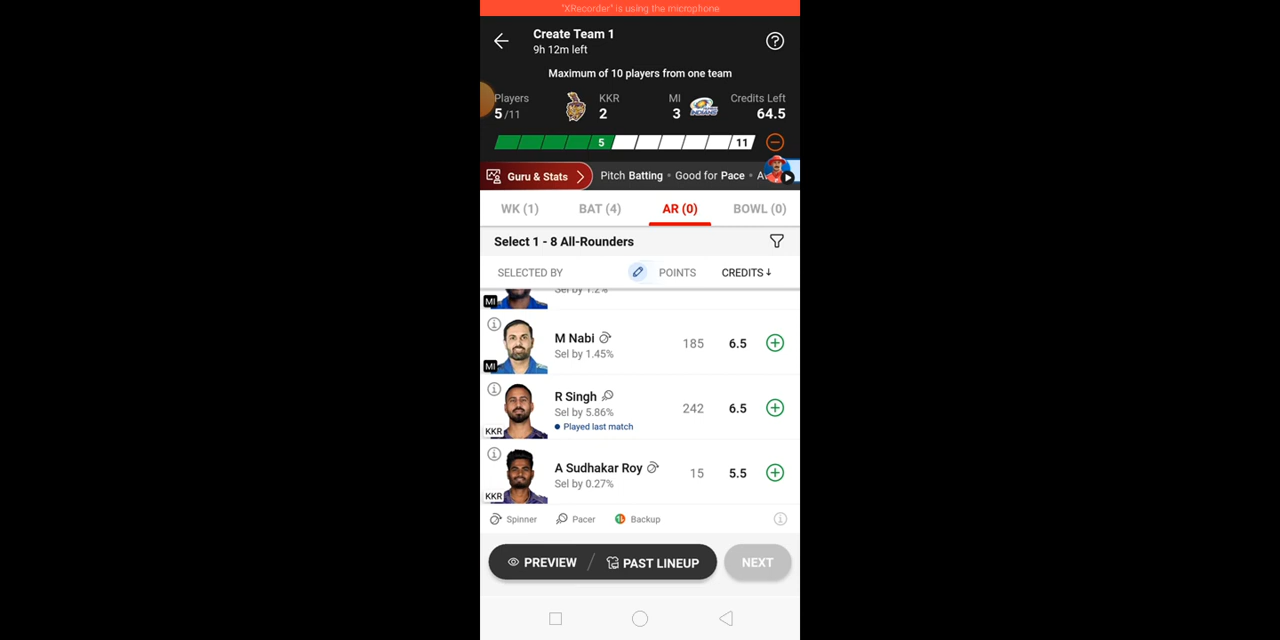 "XRecorder" is using the microphone
Create Team 1
9h 12m left
Maximum of 10 players from one team
Players
5/11
KKR
2
MI
3
Credits Left
64.5
5
11
Guru & Stats
Pitch Batting • Good for Pace •
WK (1)
BAT (4)
AR (0)
BOWL (0)
Select 1 - 8 All-Rounders
SELECTED BY
POINTS
CREDITS↓
Sel by 1.2%
MI
M Nabi
Sel by 1.45%
185
6.5
MI
R Singh
Sel by 5.86%
Played last match
242
6.5
KKR
A Sudhakar Roy
Sel by 0.27%
15
5.5
KKR
Spinner
Pacer
Backup
PREVIEW / PAST LINEUP
NEXT